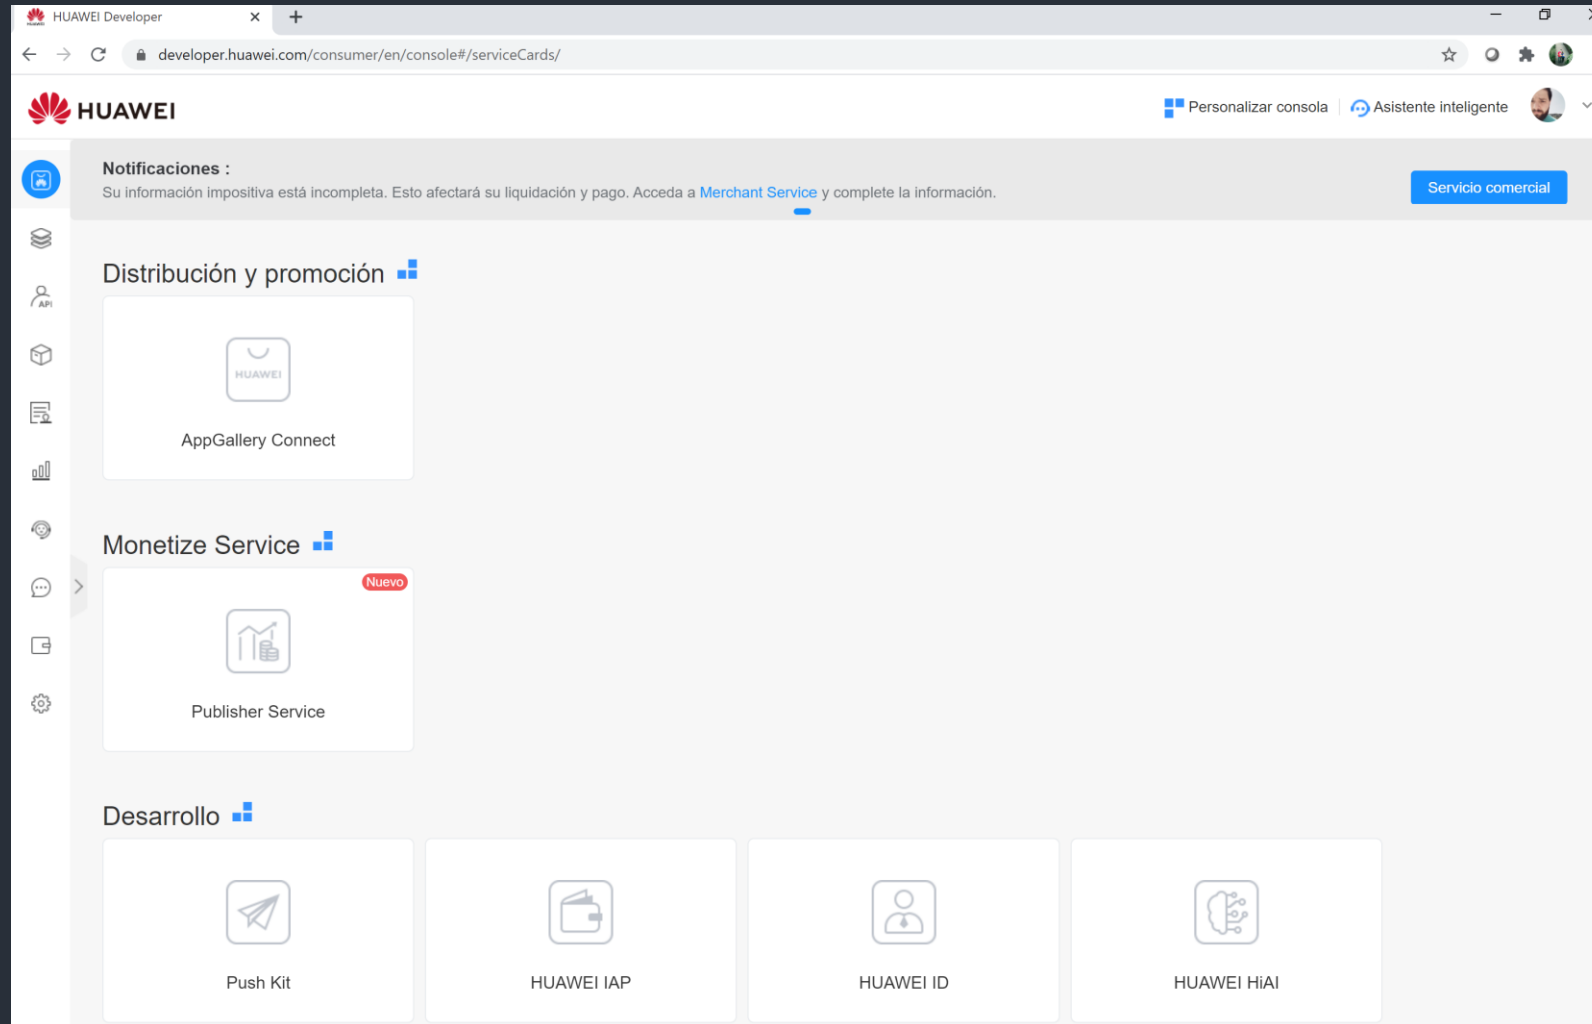 HUAWEI Developer
developer.huawei.com/consumer/en/console#/serviceCards/
HUAWEI
Personalizar consola
Asistente inteligente
Notificaciones :
Su información impositiva está incompleta. Esto afectará su liquidación y pago. Acceda a Merchant Service y complete la información.
Servicio comercial
API
Distribución y promoción
HUAWEI
AppGallery Connect
Monetize Service
Nuevo
Publisher Service
Desarrollo
Push Kit
HUAWEI IAP
HUAWEI ID
HUAWEI HiAI